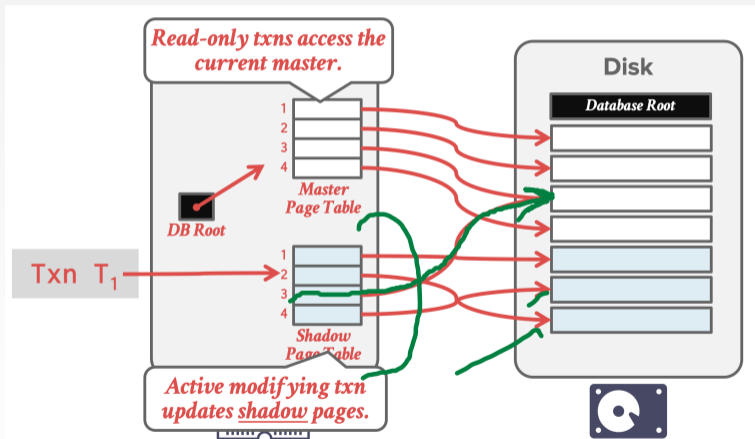 Read-only txns access the
current master.
Disk
Database Root
1
2
3
4
Master
Page Table
DB Root
Txn T1
1
2
3
4
Shadow
Page Table
Active modifying txn
updates shadow pages.